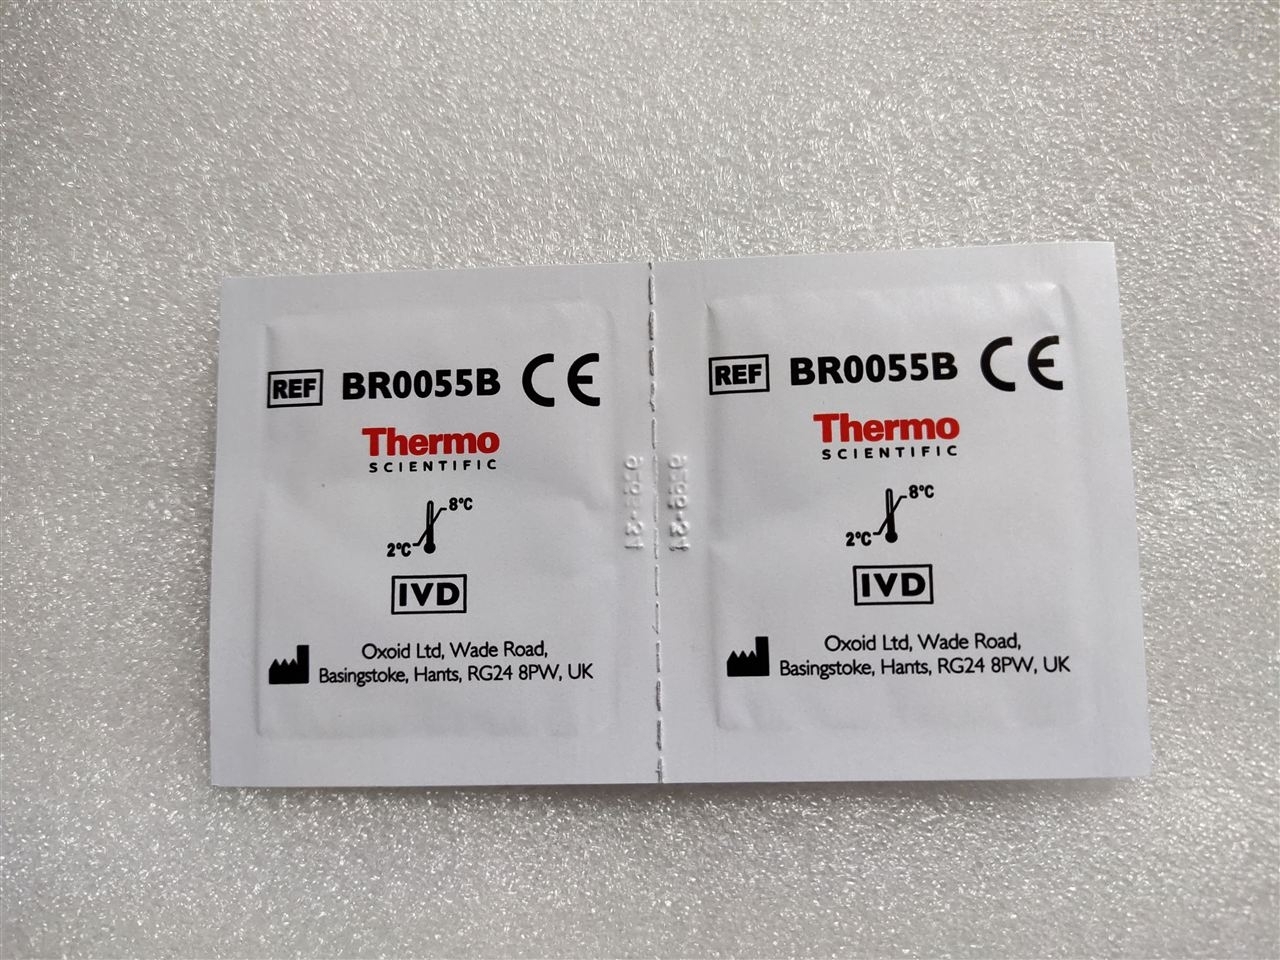 REF BR0055B CE
Thermo
SCIENTIFIC
8°C
2°C
IVD
Oxoid Ltd, Wade Road,
Basingstoke, Hants, RG24 8PW, UK
REF BR0055B CE
Thermo
SCIENTIFIC
8°C
2°C
IVD
Oxoid Ltd, Wade Road,
Basingstoke, Hants, RG24 8PW, UK